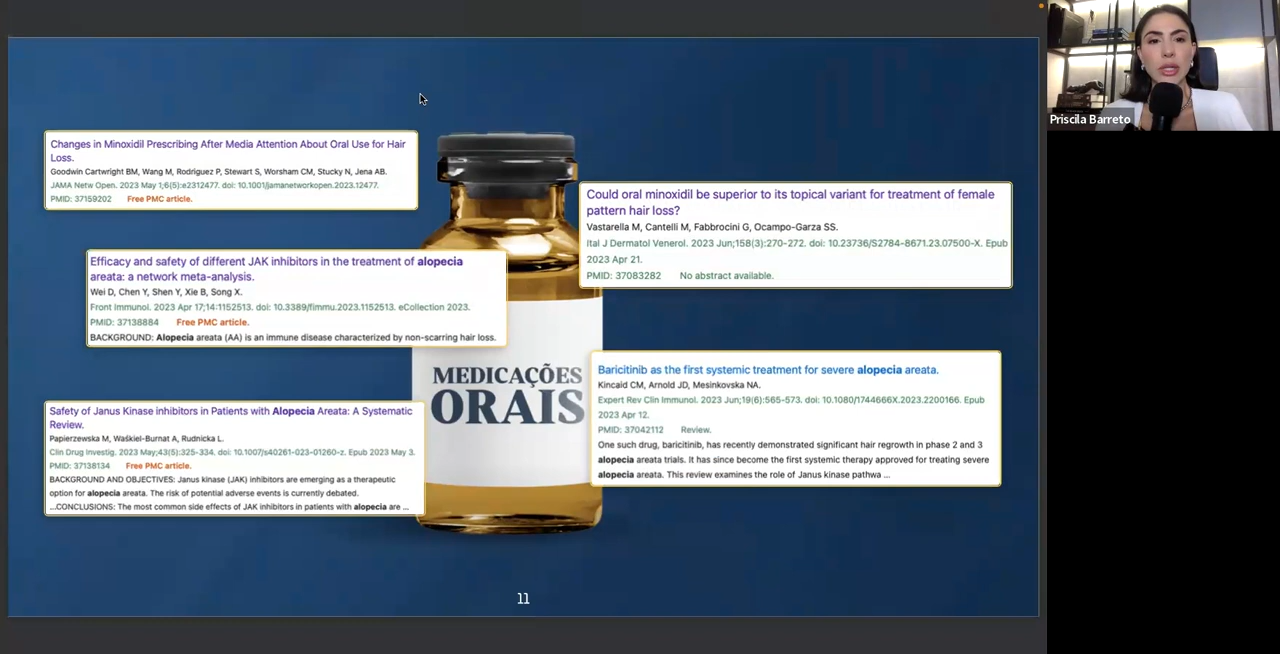 Changes in Minoxidil Prescribing After Media Attention About Oral Use for Hair
Loss.
Goodwin Cartwright BM, Wang M, Rodriguez P, Stewart S, Worsham CM, Stucky N, Jena AB.
JAMA Netw Open. 2023 May 1;6(5):e2312477. doi: 10.1001/jamanetworkopen.2023.12477.
PMID: 37159202 Free PMC article.
Efficacy and safety of different JAK inhibitors in the treatment of alopecia
areata: a network meta-analysis.
Wei D, Chen Y, Shen Y, Xie B, Song X.
Front Immunol. 2023 Apr 17;14:1152513. doi: 10.3389/fimmu.2023.1152513. eCollection 2023.
PMID: 37138884 Free PMC article.
BACKGROUND: Alopecia areata (AA) is an immune disease characterized by non-scarring hair loss.
Safety of Janus Kinase inhibitors in Patients with Alopecia Areata: A Systematic
Review.
Papierzewska M, Waśkiel-Burnat A, Rudnicka L.
Clin Drug Investig. 2023 May;43(5):325-334. doi: 10.1007/s40261-023-01260-z. Epub 2023 May 3.
PMID: 37138134 Free PMC article.
BACKGROUND AND OBJECTIVES: Janus kinase (JAK) inhibitors are emerging as a therapeutic
option for alopecia areata. The risk of potential adverse events is currently debated.
...CONCLUSIONS: The most common side effects of JAK inhibitors in patients with alopecia are ...
MEDICAÇÕES
ORAIS
Could oral minoxidil be superior to its topical variant for treatment of female
pattern hair loss?
Vastarella M, Cantelli M, Fabbrocini G, Ocampo-Garza SS.
Ital J Dermatol Venerol. 2023 Jun;158(3):270-272. doi: 10.23736/S2784-8671.23.07500-X. Epub
2023 Apr 21.
PMID: 37083282 No abstract available.
Baricitinib as the first systemic treatment for severe alopecia areata.
Kincaid CM, Arnold JD, Mesinkovska NA.
Expert Rev Clin Immunol. 2023 Jun;19(6):565-573. doi: 10.1080/1744666X.2023.2200166. Epub
2023 Apr 12.
PMID: 37042112 Review.
One such drug, baricitinib, has recently demonstrated significant hair regrowth in phase 2 and 3
alopecia areata trials. It has since become the first systemic therapy approved for treating severe
alopecia areata. This review examines the role of Janus kinase pathwa ...
11
Priscila Barreto